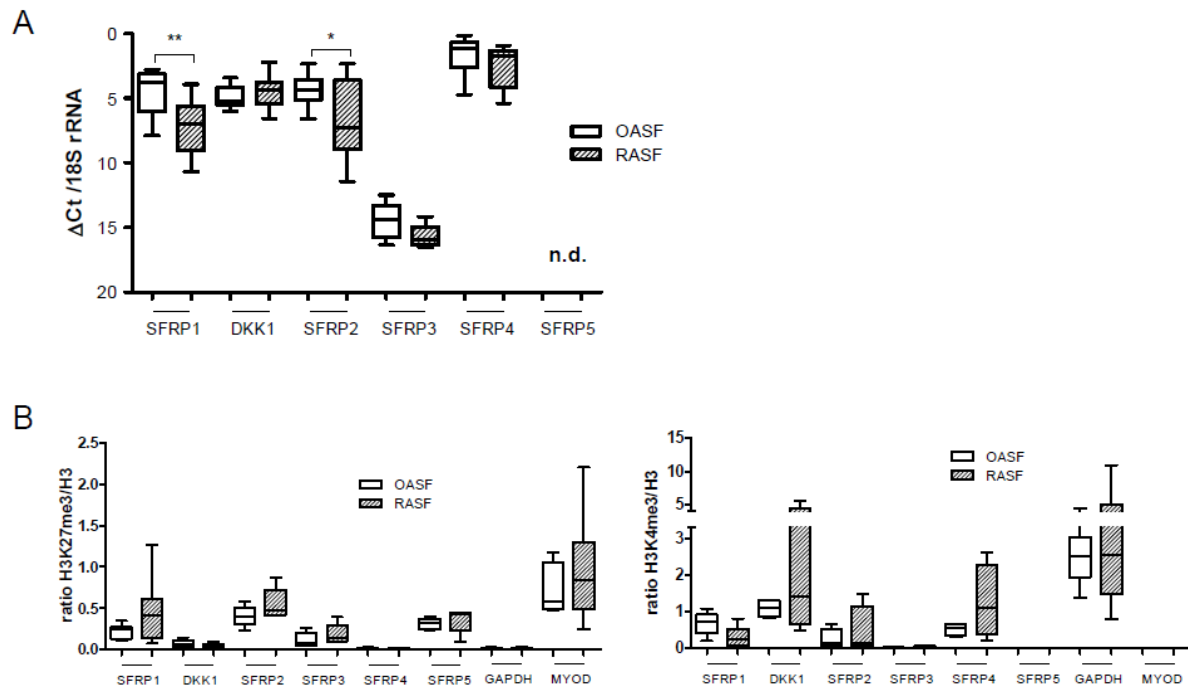 A
ΔCt /18S rRNA
0
5
10
15
20
**
*
n.d.
OASF
RASF
SFRP1 DKK1 SFRP2 SFRP3 SFRP4 SFRP5
B
ratio H3K27me3/H3
2.5
2.0
1.5
1.0
0.5
0.0
OASF
RASF
SFRP1 DKK1 SFRP2 SFRP3 SFRP4 SFRP5 GAPDH MYOD
ratio H3K4me3/H3
15
10
5
3
2
1
0
OASF
RASF
SFRP1 DKK1 SFRP2 SFRP3 SFRP4 SFRP5 GAPDH MYOD